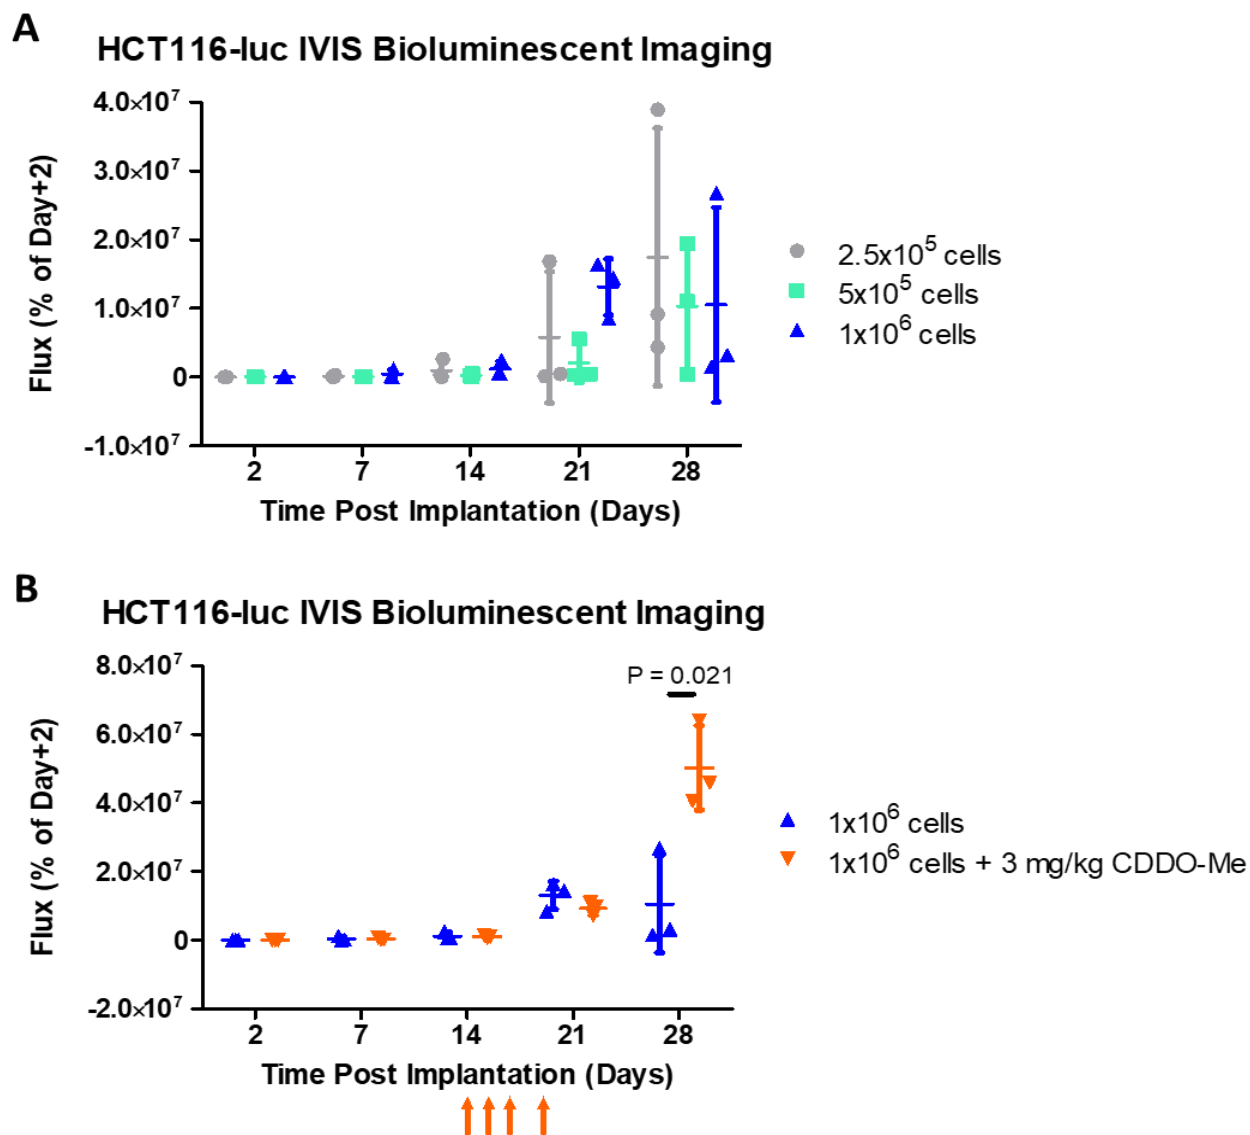 A
HCT116-luc IVIS Bioluminescent Imaging
Flux (% of Day+2)
4.0×10⁷
3.0×10⁷
2.0×10⁷
1.0×10⁷
0
-1.0×10⁷
2 7 14 21 28
Time Post Implantation (Days)
2.5x10⁵ cells
5x10⁵ cells
1x10⁶ cells
B
HCT116-luc IVIS Bioluminescent Imaging
Flux (% of Day+2)
8.0×10⁷
6.0×10⁷
4.0×10⁷
2.0×10⁷
0
-2.0×10⁷
P = 0.021
2 7 14 21 28
Time Post Implantation (Days)
1x10⁶ cells
1x10⁶ cells + 3 mg/kg CDDO-Me